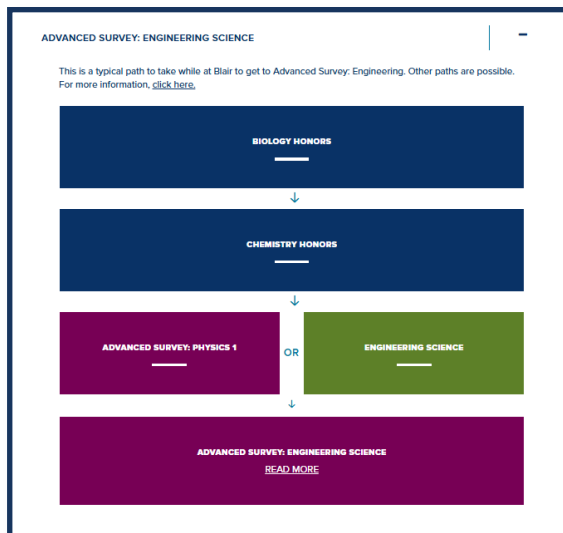 ADVANCED SURVEY: ENGINEERING SCIENCE
This is a typical path to take while at Blair to get to Advanced Survey: Engineering. Other paths are possible.
For more information, click here.
BIOLOGY HONORS
CHEMISTRY HONORS
ADVANCED SURVEY: PHYSICS 1
OR
ENGINEERING SCIENCE
ADVANCED SURVEY: ENGINEERING SCIENCE
READ MORE